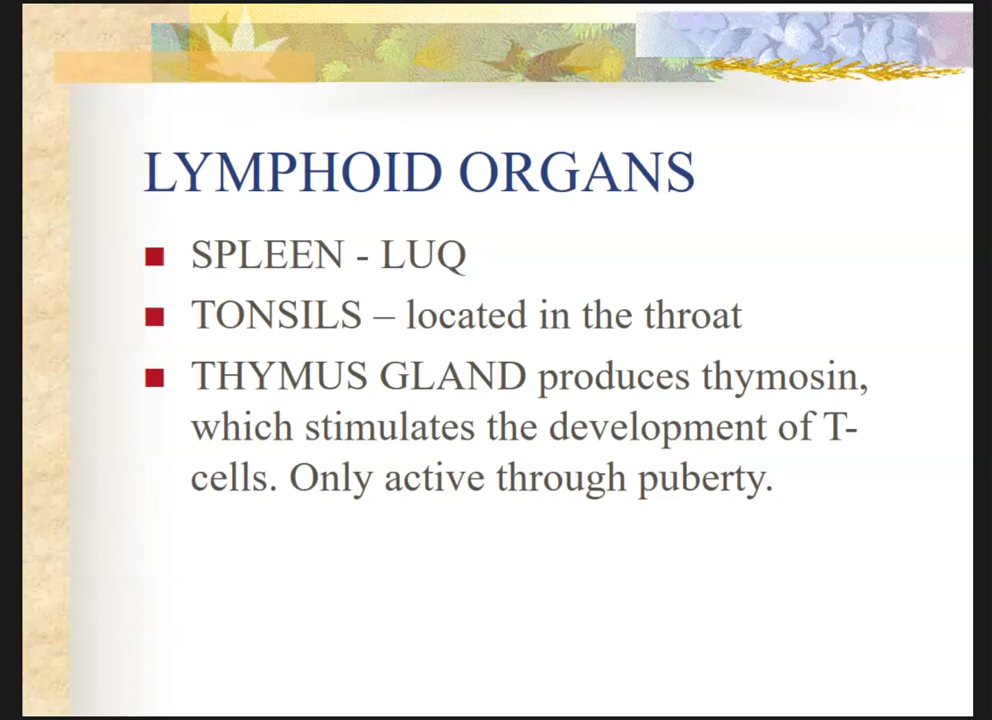 LYMPHOID ORGANS
SPLEEN - LUQ
TONSILS – located in the throat
THYMUS GLAND produces thymosin,
which stimulates the development of T-
cells. Only active through puberty.